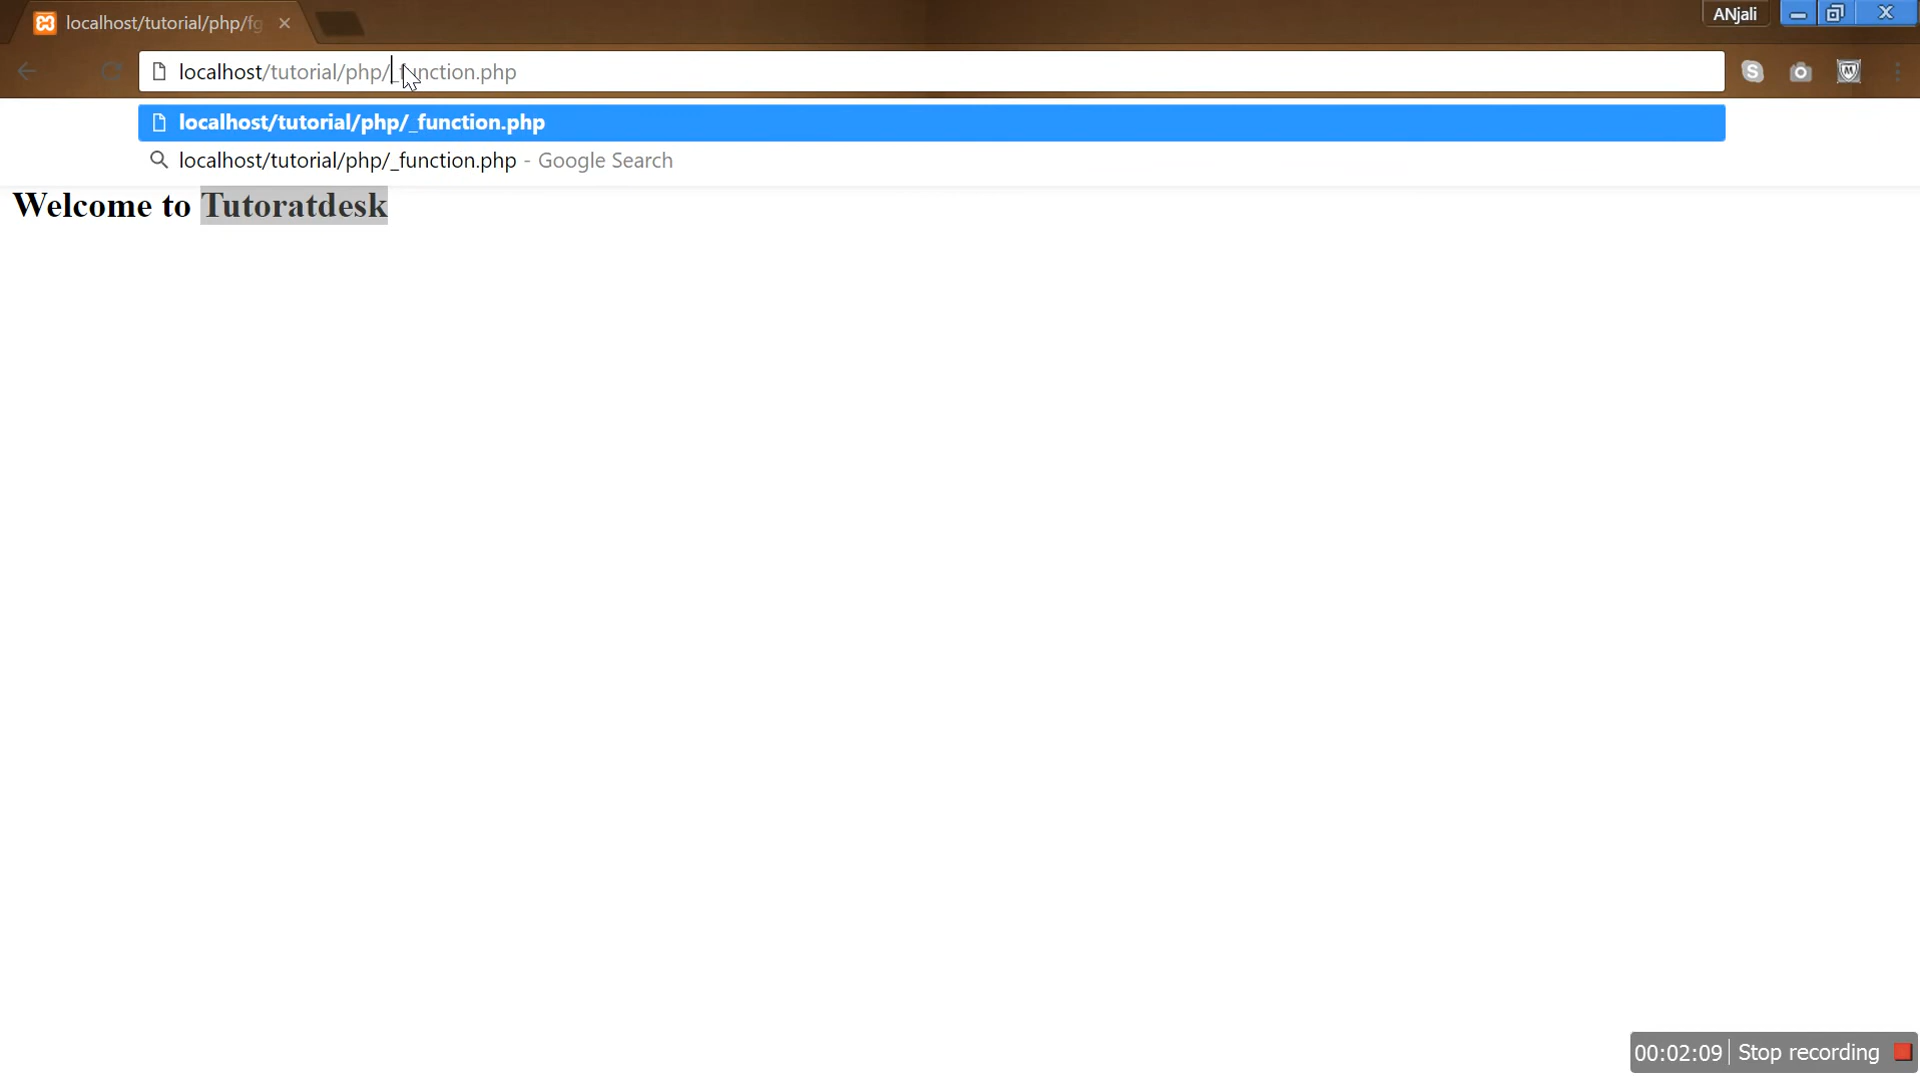 localhost/tutorial/php/fg
ANjali
localhost/tutorial/php/_function.php
localhost/tutorial/php/_function.php
localhost/tutorial/php/_function.php - Google Search
Welcome to Tutoratdesk
00:02:09 Stop recording